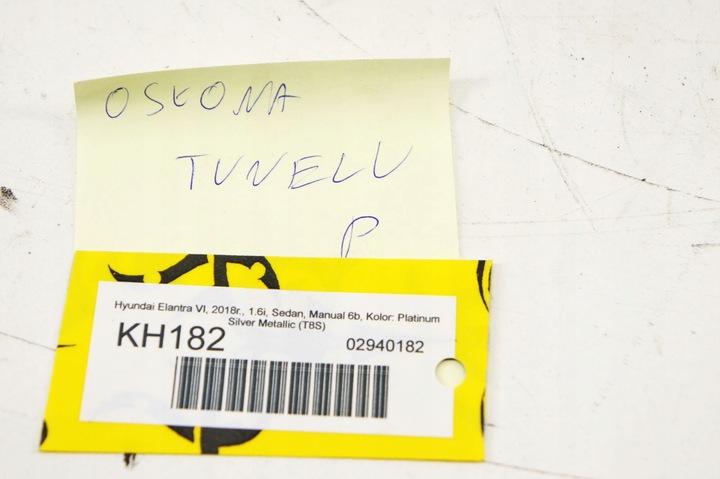 OSŁONA
TUNELU
P
Hyundai Elantra VI, 2018r., 1.6i, Sedan, Manual 6b, Kolor: Platinum
Silver Metallic (T8S)
KH182
02940182